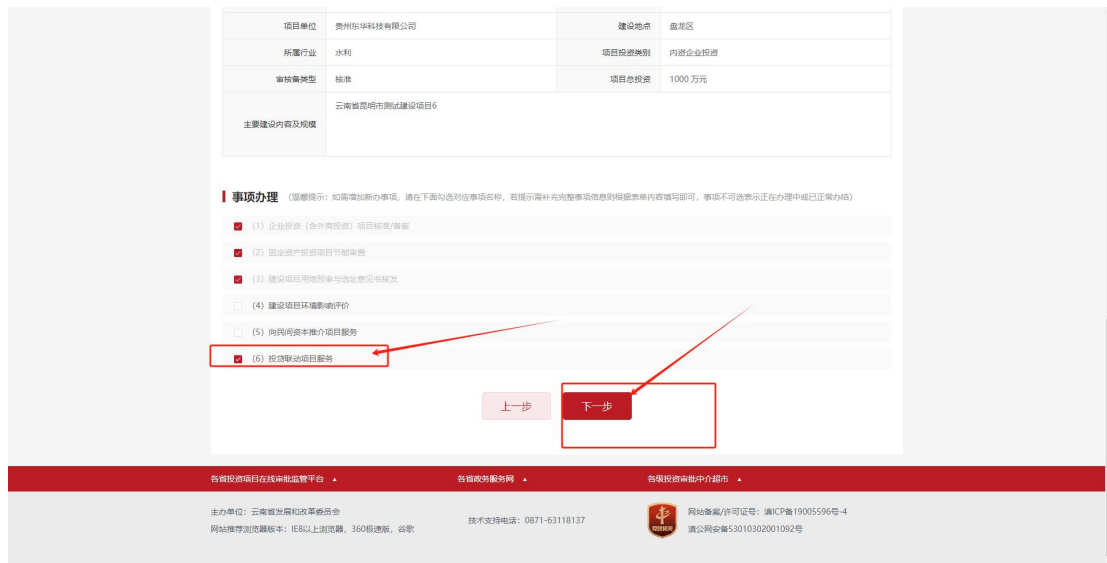 项目单位 贵州东华科技有限公司 建设地点 盘龙区
所属行业 水利 项目投资类别 内资企业投资
审核备类型 核准 项目总投资 1000 万元
主要建设内容及规模 云南省昆明市测试建设项目6
事项办理 (温馨提示:如需增加新办事项,请在下面勾选对应事项名称,若提示需补充完整事项信息则根据表单内容填写即可,事项不可选表示正在办理中或已正常办结)
(1) 企业投资(含外商投资)项目核准/备案
(2) 固定资产投资项目节能审查
(3) 建设项目用地预审与选址意见书核发
(4) 建设项目环境影响评价
(5) 向民间资本推介项目服务
(6) 投贷联动项目服务
上一步 下一步
各省投资项目在线审批监管平台 ▲ 各省政务服务网 ▲ 各级投资审批中介超市 ▲
主办单位:云南省发展和改革委员会
网站推荐浏览器版本:IE8以上浏览器,360极速版,谷歌
技术支持电话:0871-63118137
党政机关
网站备案/许可证号:滇ICP备19005596号-4
滇公网安备53010302001092号